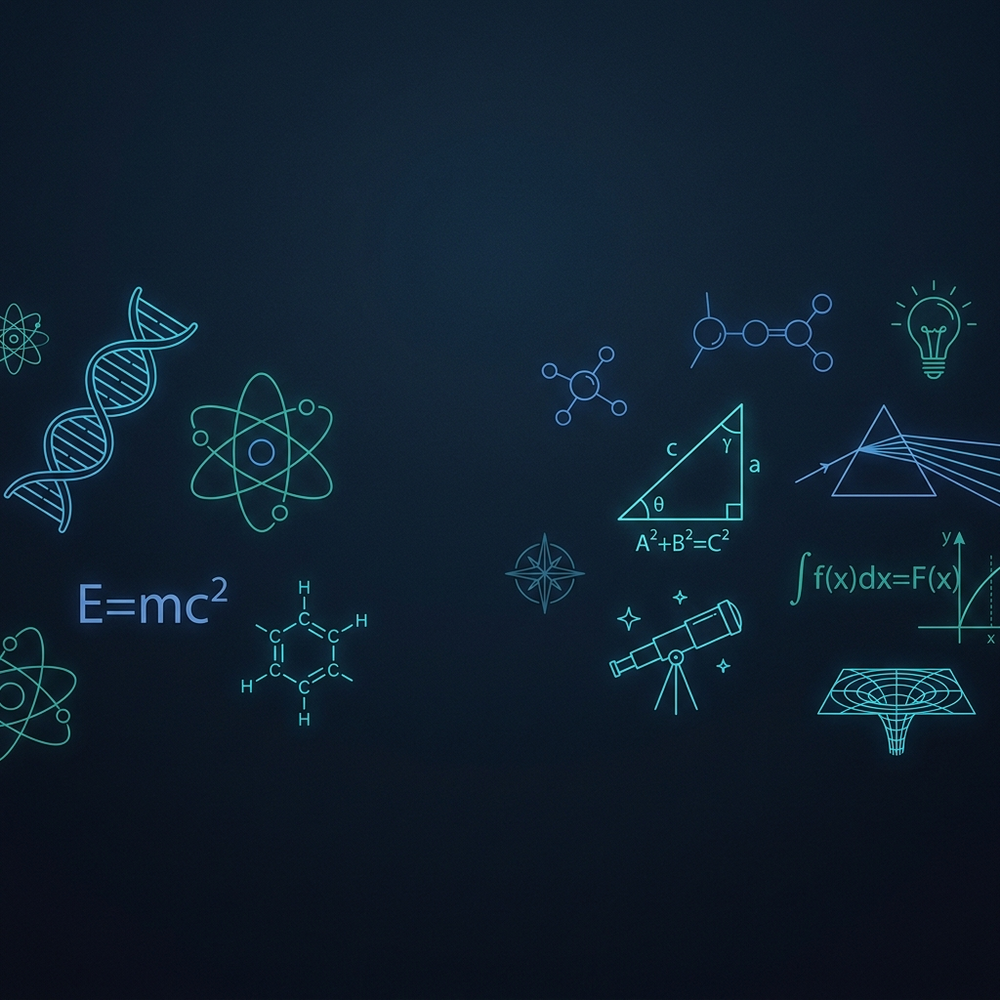 c
γ
a
θ
A²+B²=C²
y
∫f(x)dx=F(x)
x
E=mc²
H
C
H
C
C
C
C
H
C
H